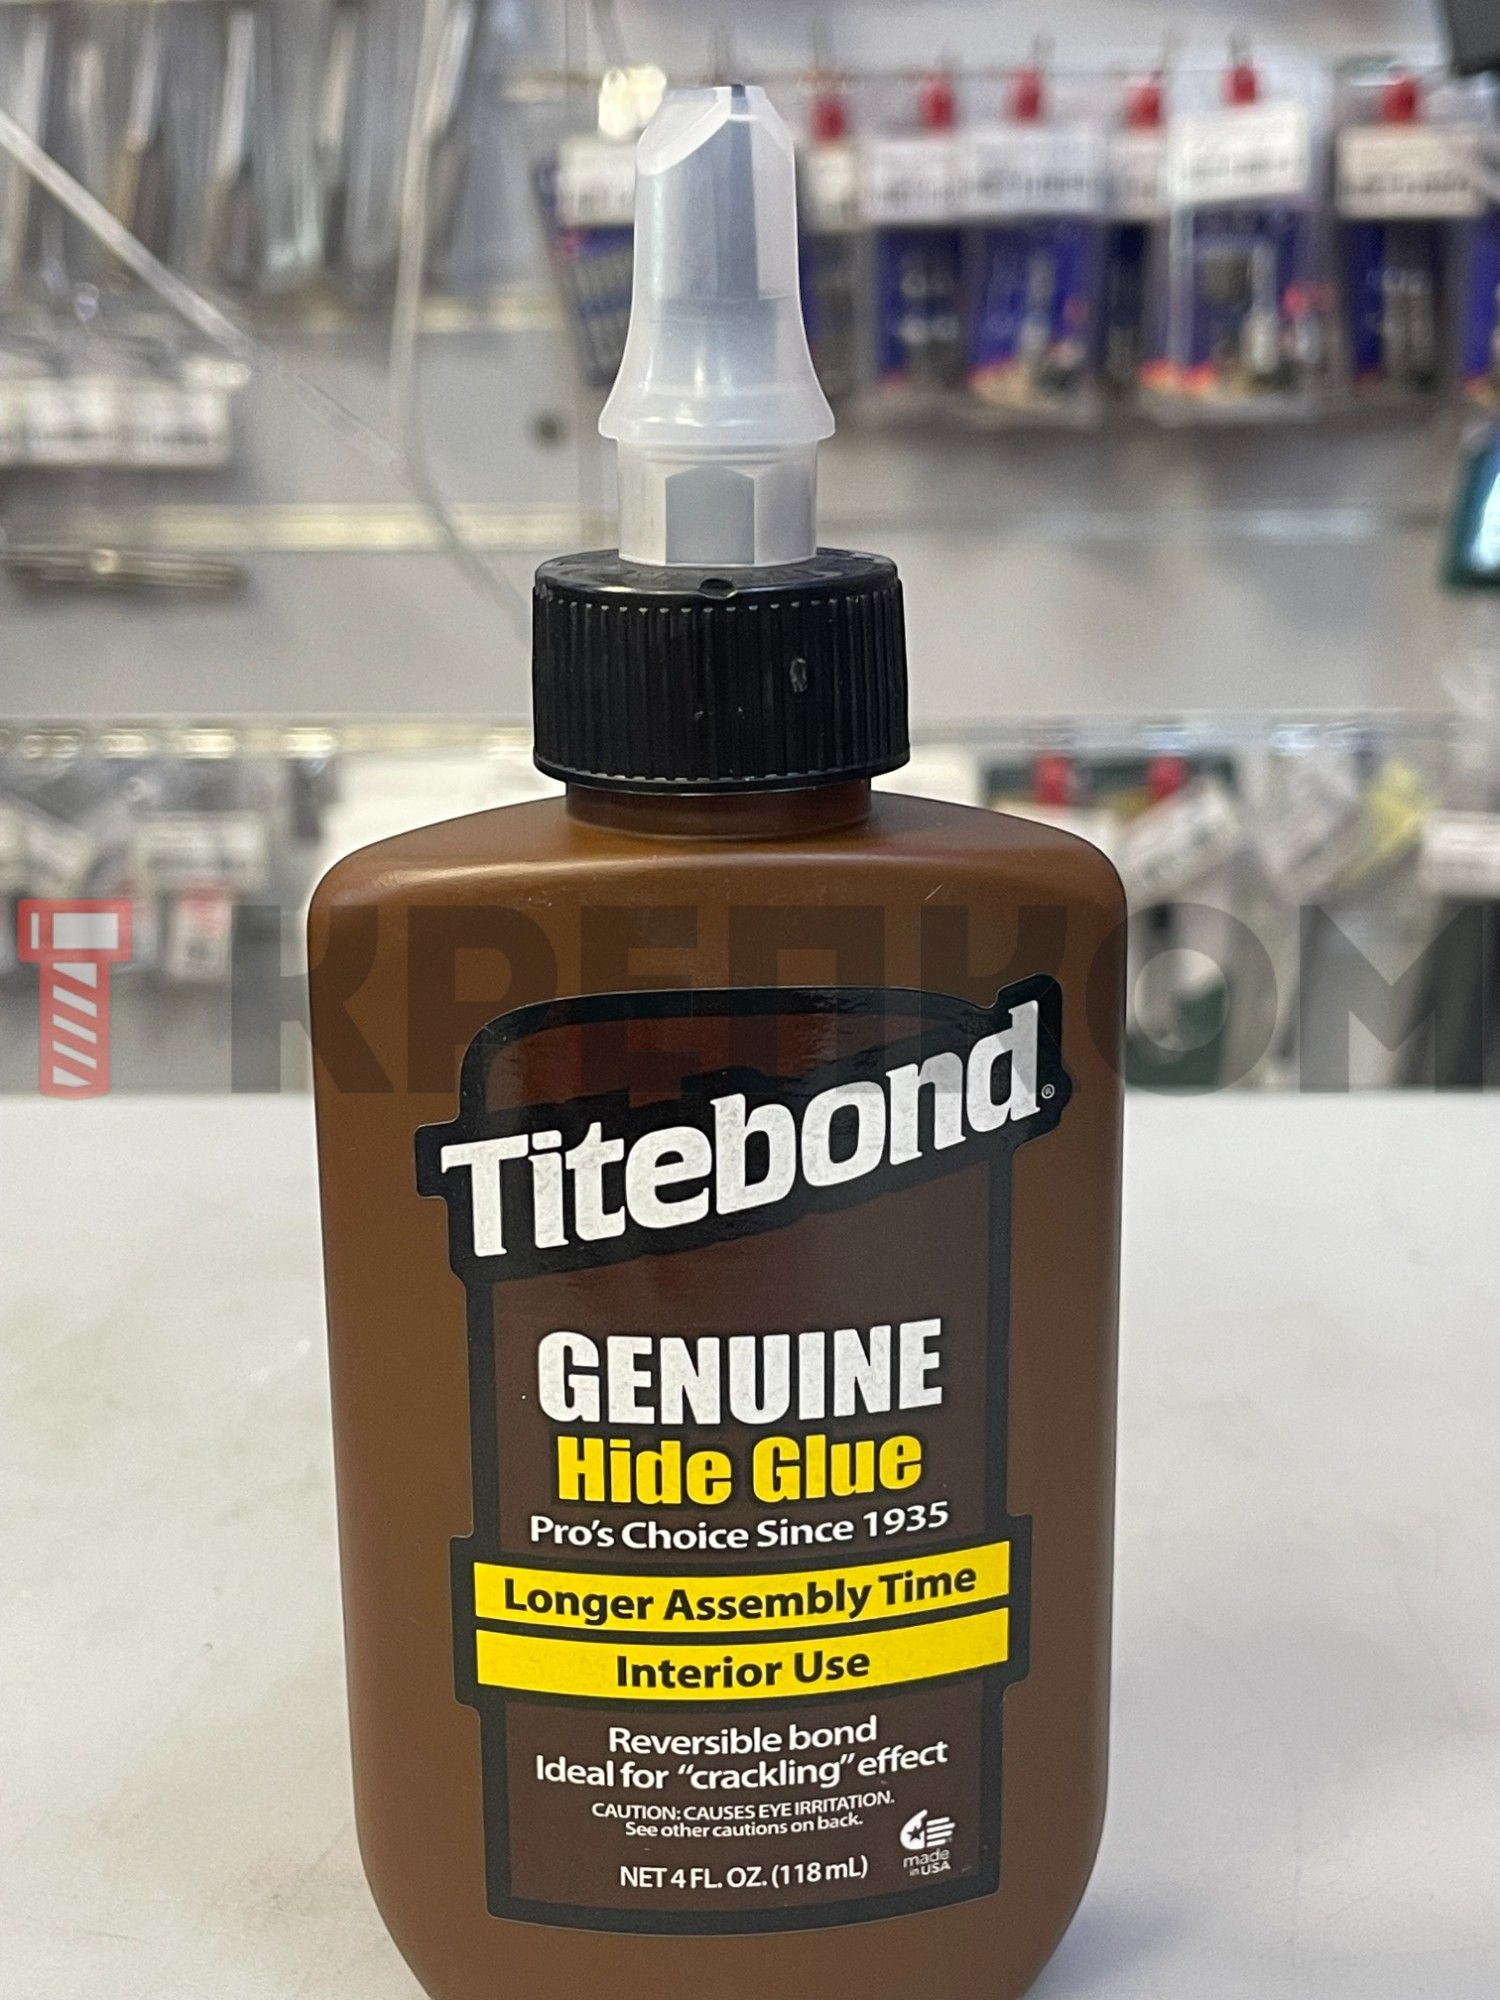 КРЕПКОМ
Titebond®
GENUINE
Hide Glue
Pro's Choice Since 1935
Longer Assembly Time
Interior Use
Reversible bond
Ideal for "crackling" effect
CAUTION: CAUSES EYE IRRITATION.
See other cautions on back.
made
in USA
NET 4 FL. OZ. (118 mL)